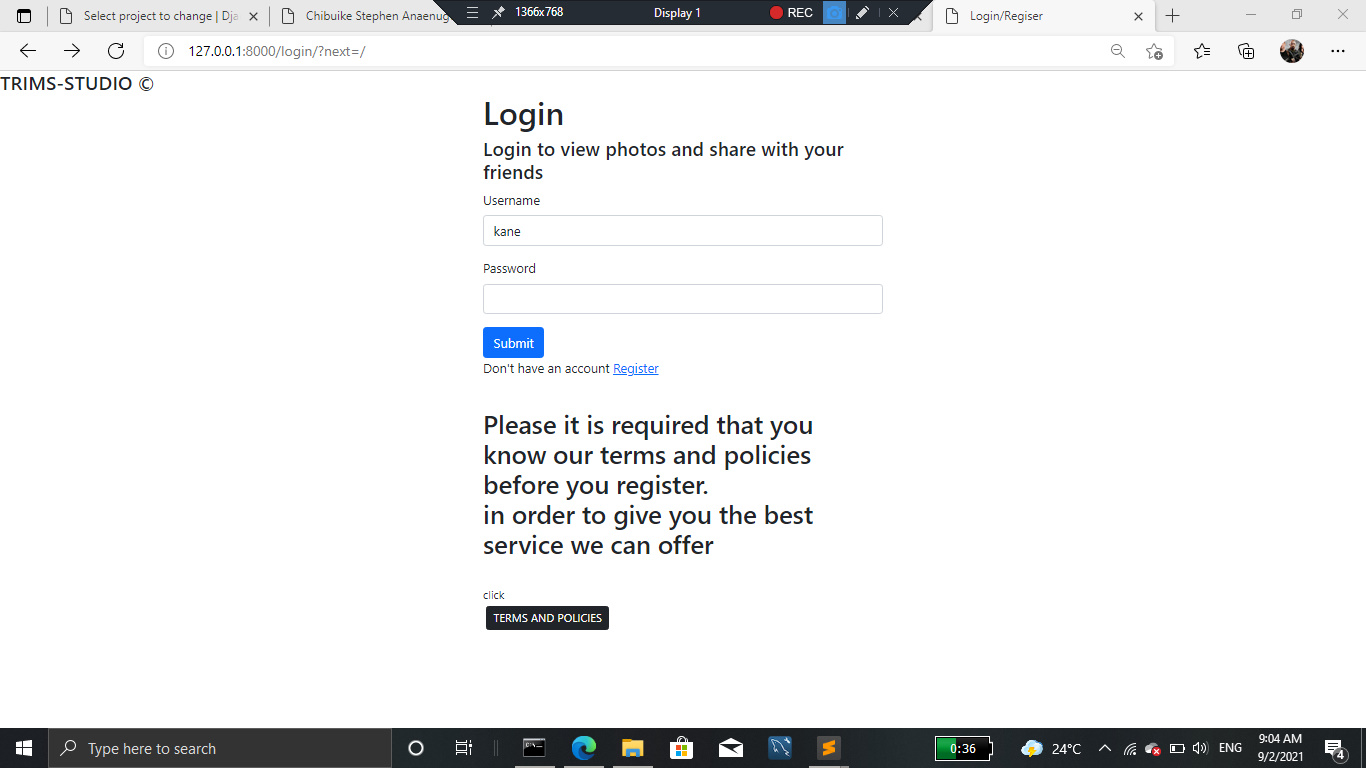 Select project to change | Dja
Chibuike Stephen Anaenug
1366x768
Display 1
REC
Login/Regiser
127.0.0.1:8000/login/?next=/
TRIMS-STUDIO ©
Login
Login to view photos and share with your
friends
Username
kane
Password
Submit
Don't have an account Register
Please it is required that you
know our terms and policies
before you register.
in order to give you the best
service we can offer
click
TERMS AND POLICIES
Type here to search
0:36
24°C
ENG
9:04 AM
9/2/2021
4